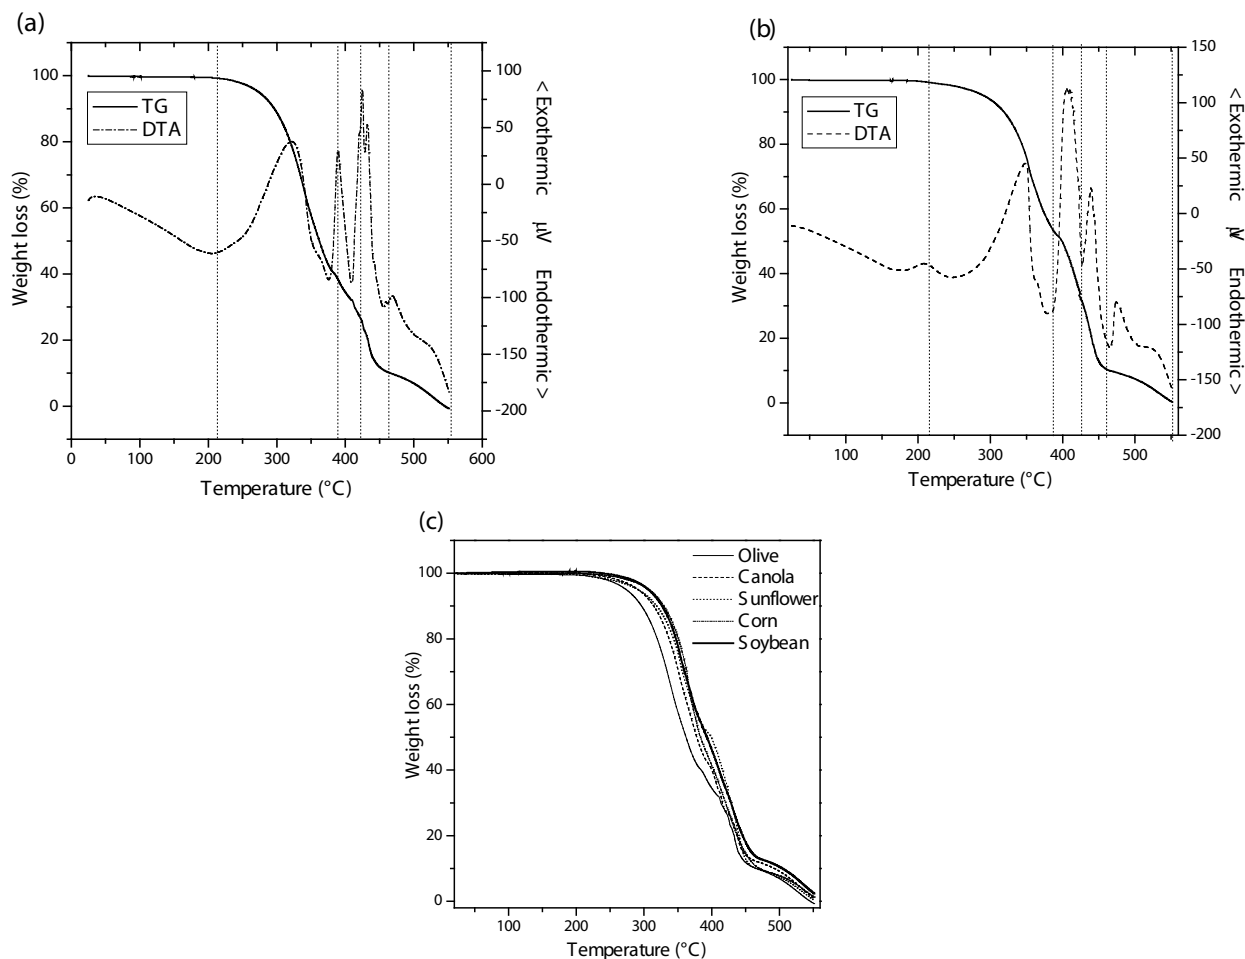 (a)
100
80
60
40
20
0
Weight loss (%)
TG
DTA
100
50
0
-50
-100
-150
-200
< Exothermic   µV   Endothermic >
0 100 200 300 400 500 600
Temperature (°C)
(b)
100
80
60
40
20
0
Weight loss (%)
TG
DTA
150
100
50
0
-50
-100
-150
-200
< Exothermic   µV   Endothermic >
100 200 300 400 500
Temperature (°C)
(c)
100
80
60
40
20
0
Weight loss (%)
Olive
Canola
Sunflower
Corn
Soybean
100 200 300 400 500
Temperature (°C)